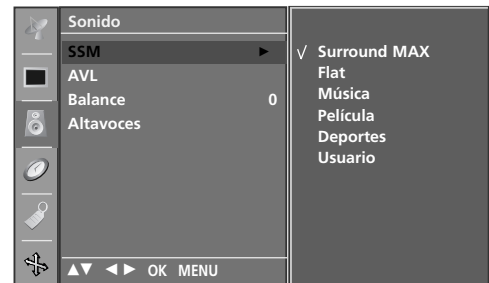 Sonido
SSM ►
AVL
Balance 0
Altavoces
▲▼ ◄► OK MENU
√ Surround MAX
Flat
Música
Película
Deportes
Usuario